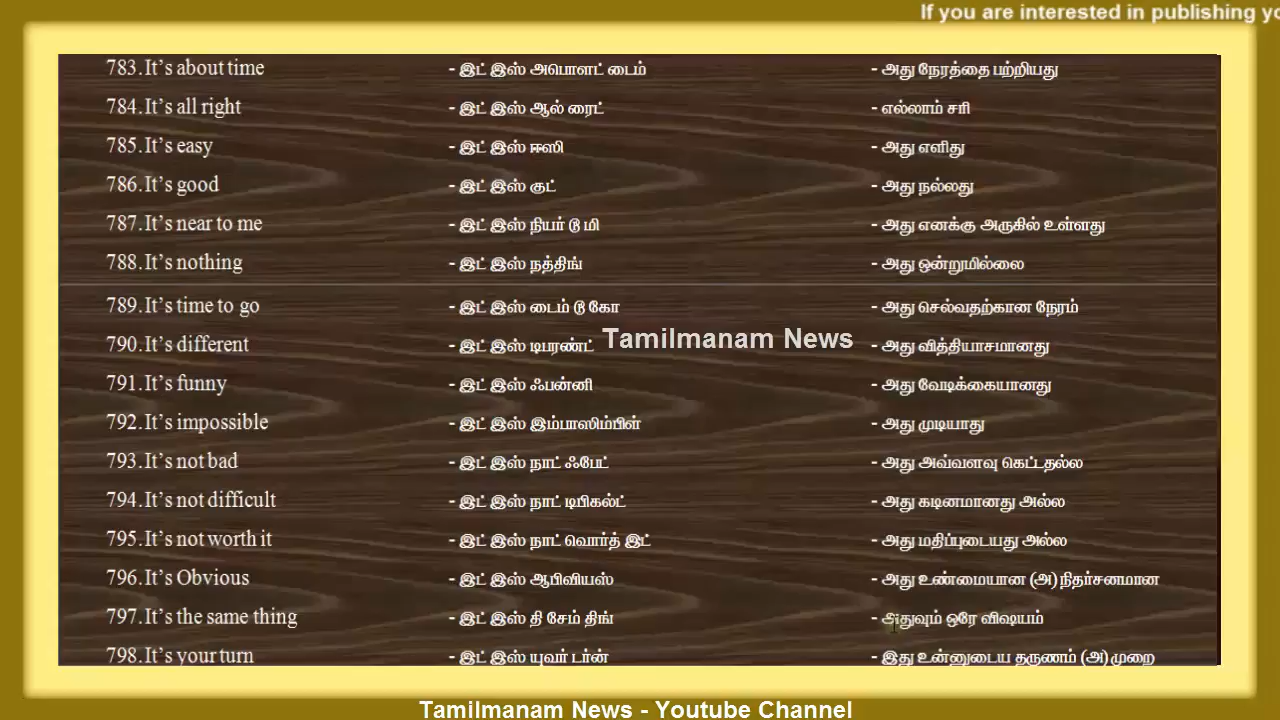 If you are interested in publishing
783. It's about time - இட் இஸ் அபௌட் டைம் - அது நேரத்தை பற்றியது
784. It's all right - இட் இஸ் ஆல் ரைட் - எல்லாம் சரி
785. It's easy - இட் இஸ் ஈஸி - அது எளிது
786. It's good - இட் இஸ் குட் - அது நல்லது
787. It's near to me - இட் இஸ் நியர் டூ மி - அது எனக்கு அருகில் உள்ளது
788. It's nothing - இட் இஸ் நத்திங் - அது ஒன்றுமில்லை
789. It's time to go - இட் இஸ் டைம் டூ கோ - அது செல்வதற்கான நேரம்
Tamilmanam News
790. It's different - இட் இஸ் டிபரண்ட் - அது வித்தியாசமானது
791. It's funny - இட் இஸ் ஃபன்னி - அது வேடிக்கையானது
792. It's impossible - இட் இஸ் இம்பாஸிம்பிள் - அது முடியாது
793. It's not bad - இட் இஸ் நாட் ஃபேட் - அது அவ்வளவு கெட்டதல்ல
794. It's not difficult - இட் இஸ் நாட் டிபிகல்ட் - அது கடினமானது அல்ல
795. It's not worth it - இட் இஸ் நாட் வொர்த் இட் - அது மதிப்புடையது அல்ல
796. It's Obvious - இட் இஸ் ஆபிவியஸ் - அது உண்மையான (அ) நிதர்சனமான
797. It's the same thing - இட் இஸ் தி சேம் திங் - அதுவும் ஒரே விஷயம்
798. It's your turn - இட் இஸ் யுவர் டர்ன் - இது உன்னுடைய தருணம் (அ) முறை
Tamilmanam News - Youtube Channel